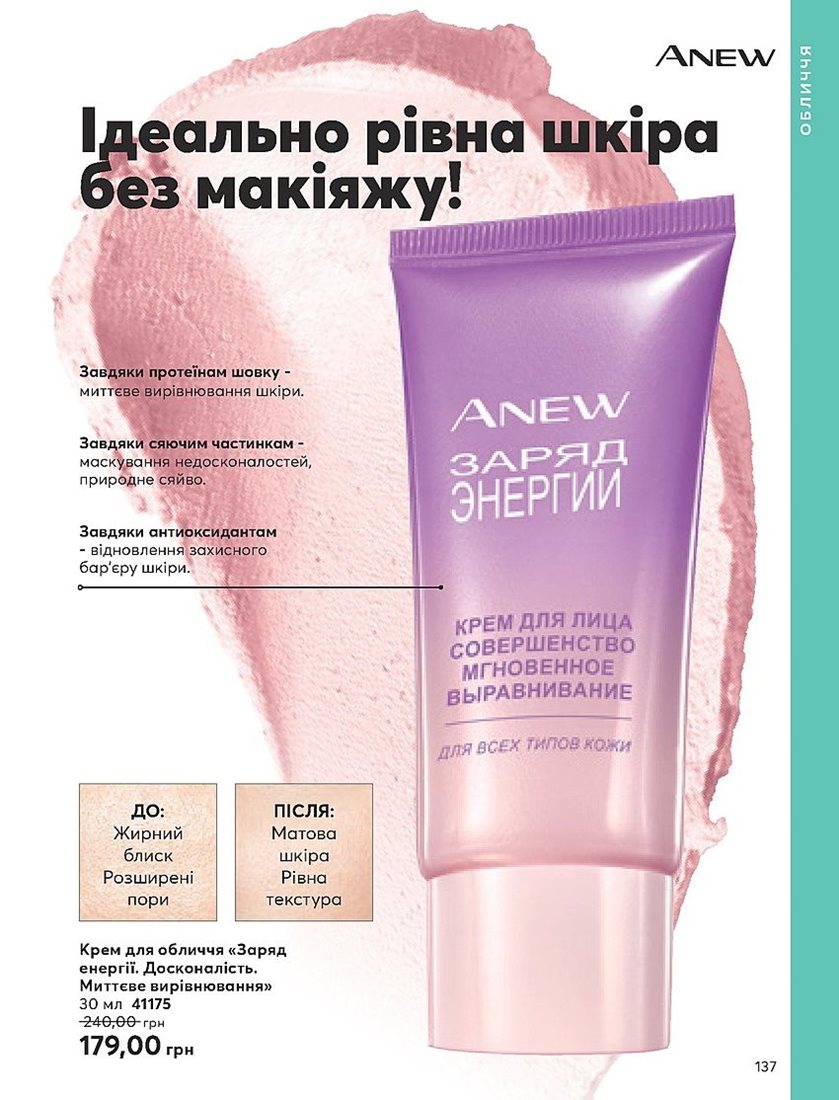 ANEW
ОБЛИЧЧЯ
Ідеально рівна шкіра
без макіяжу!
Завдяки протеїнам шовку -
миттєве вирівнювання шкіри.
Завдяки сяючим частинкам -
маскування недосконалостей,
природне сяйво.
Завдяки антиоксидантам
- відновлення захисного
бар'єру шкіри.
ANEW
ЗАРЯД
ЭНЕРГИИ
КРЕМ ДЛЯ ЛИЦА
СОВЕРШЕНСТВО
МГНОВЕННОЕ
ВЫРАВНИВАНИЕ
ДЛЯ ВСЕХ ТИПОВ КОЖИ
ДО:
Жирний
блиск
Розширені
пори
ПІСЛЯ:
Матова
шкіра
Рівна
текстура
Крем для обличчя «Заряд
енергії. Досконалість.
Миттєве вирівнювання»
30 мл 41175
240,00 грн
179,00 грн
137